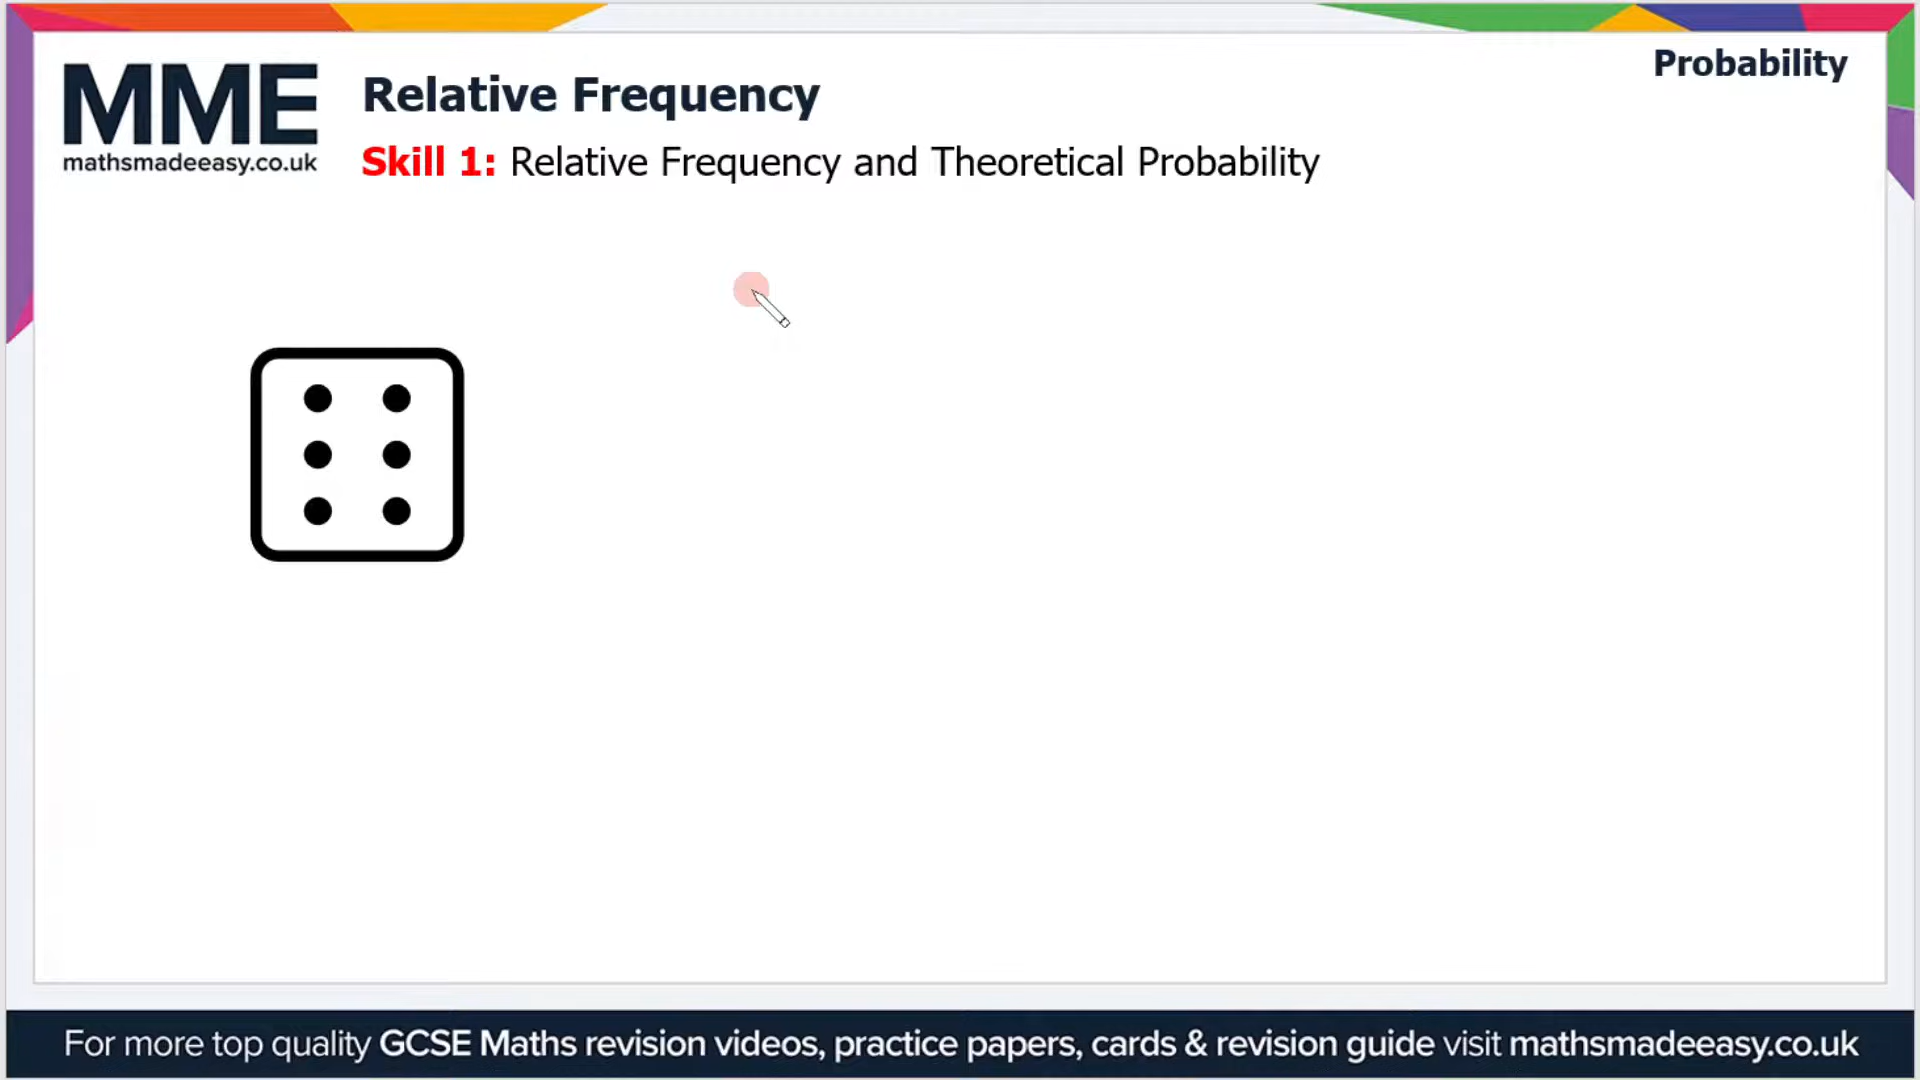 Probability
MME
mathsmadeeasy.co.uk
Relative Frequency
Skill 1: Relative Frequency and Theoretical Probability
For more top quality GCSE Maths revision videos, practice papers, cards & revision guide visit mathsmadeeasy.co.uk